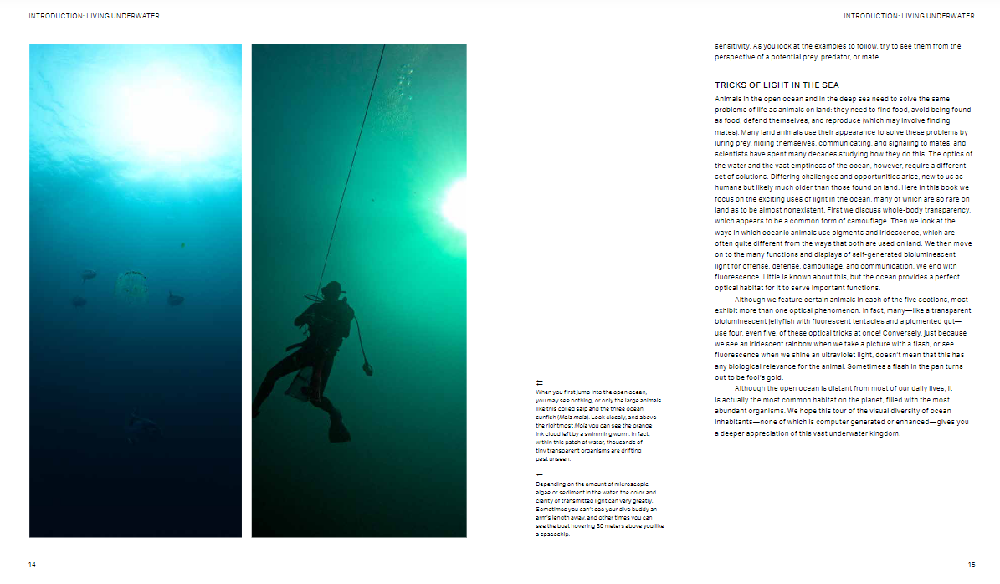 INTRODUCTION: LIVING UNDERWATER
INTRODUCTION: LIVING UNDERWATER
⇇
When you first jump into the open ocean,
you may see nothing, or only the large animals
like this coiled salp and the three ocean
sunfish (Mola mola). Look closely, and above
the rightmost Mola you can see the orange
ink cloud left by a swimming worm. In fact,
within this patch of water, thousands of
tiny transparent organisms are drifting
past unseen.
←
Depending on the amount of microscopic
algae or sediment in the water, the color and
clarity of transmitted light can vary greatly.
Sometimes you can't see your dive buddy an
arm's length away, and other times you can
see the boat hovering 30 meters above you like
a spaceship.
sensitivity. As you look at the examples to follow, try to see them from the
perspective of a potential prey, predator, or mate.
TRICKS OF LIGHT IN THE SEA
Animals in the open ocean and in the deep sea need to solve the same
problems of life as animals on land: they need to find food, avoid being found
as food, defend themselves, and reproduce (which may involve finding
mates). Many land animals use their appearance to solve these problems by
luring prey, hiding themselves, communicating, and signaling to mates, and
scientists have spent many decades studying how they do this. The optics of
the water and the vast emptiness of the ocean, however, require a different
set of solutions. Differing challenges and opportunities arise, new to us as
humans but likely much older than those found on land. Here in this book we
focus on the exciting uses of light in the ocean, many of which are so rare on
land as to be almost nonexistent. First we discuss whole-body transparency,
which appears to be a common form of camouflage. Then we look at the
ways in which oceanic animals use pigments and iridescence, which are
often quite different from the ways that both are used on land. We then move
on to the many functions and displays of self-generated bioluminescent
light for offense, defense, camouflage, and communication. We end with
fluorescence. Little is known about this, but the ocean provides a perfect
optical habitat for it to serve important functions.
Although we feature certain animals in each of the five sections, most
exhibit more than one optical phenomenon. In fact, many—like a transparent
bioluminescent jellyfish with fluorescent tentacles and a pigmented gut—
use four, even five, of these optical tricks at once! Conversely, just because
we see an iridescent rainbow when we take a picture with a flash, or see
fluorescence when we shine an ultraviolet light, doesn't mean that this has
any biological relevance for the animal. Sometimes a flash in the pan turns
out to be fool's gold.
Although the open ocean is distant from most of our daily lives, it
is actually the most common habitat on the planet, filled with the most
abundant organisms. We hope this tour of the visual diversity of ocean
inhabitants—none of which is computer generated or enhanced—gives you
a deeper appreciation of this vast underwater kingdom.
14
15